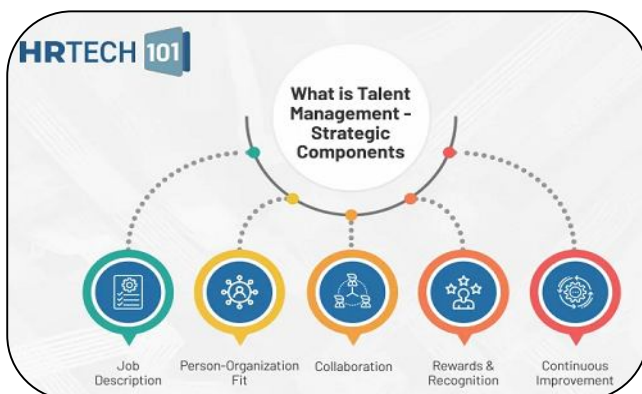 HRTECH 101
What is Talent
Management -
Strategic
Components
Job
Description
Person-Organization
Fit
Collaboration
Rewards &
Recognition
Continuous
Improvement